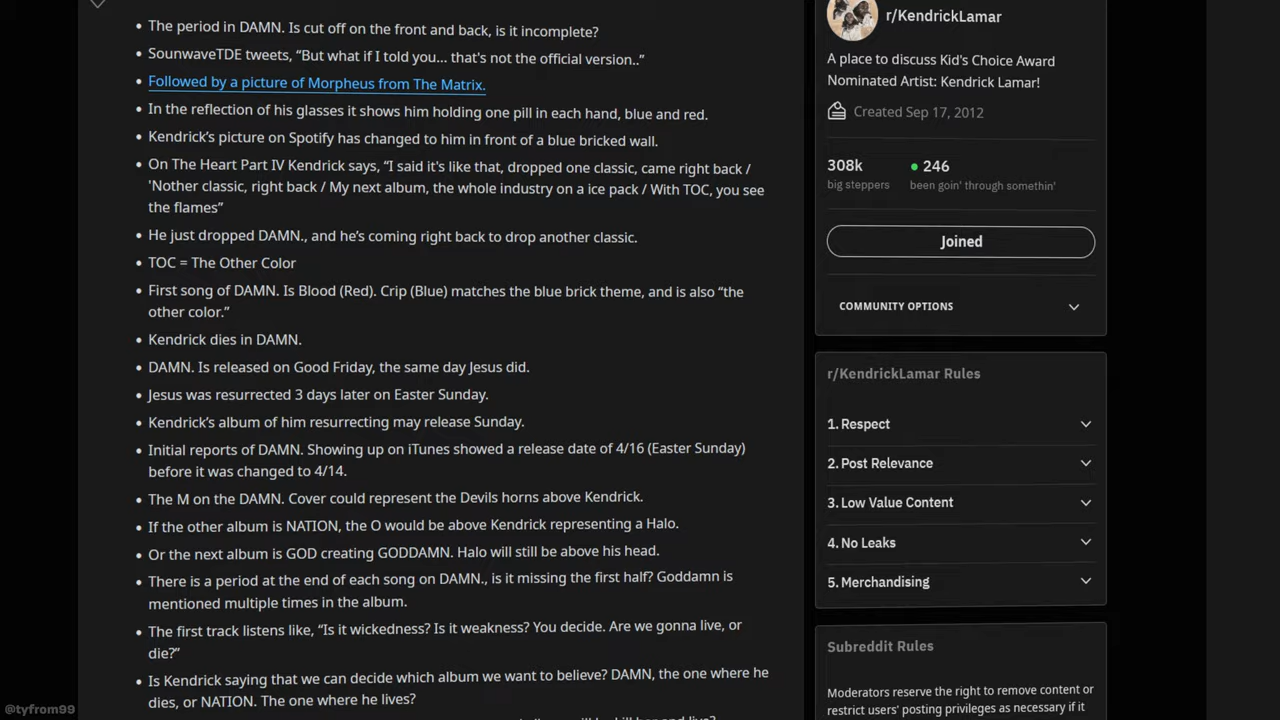 The period in DAMN. Is cut off on the front and back, is it incomplete?
SounwaveTDE tweets, “But what if I told you... that's not the official version..”
Followed by a picture of Morpheus from The Matrix.
In the reflection of his glasses it shows him holding one pill in each hand, blue and red.
Kendrick’s picture on Spotify has changed to him in front of a blue bricked wall.
On The Heart Part IV Kendrick says, “I said it's like that, dropped one classic, came right back /
'Nother classic, right back / My next album, the whole industry on a ice pack / With TOC, you see
the flames”
He just dropped DAMN., and he’s coming right back to drop another classic.
TOC = The Other Color
First song of DAMN. Is Blood (Red). Crip (Blue) matches the blue brick theme, and is also “the
other color.”
Kendrick dies in DAMN.
DAMN. Is released on Good Friday, the same day Jesus did.
Jesus was resurrected 3 days later on Easter Sunday.
Kendrick’s album of him resurrecting may release Sunday.
Initial reports of DAMN. Showing up on iTunes showed a release date of 4/16 (Easter Sunday)
before it was changed to 4/14.
The M on the DAMN. Cover could represent the Devils horns above Kendrick.
If the other album is NATION, the O would be above Kendrick representing a Halo.
Or the next album is GOD creating GODDAMN. Halo will still be above his head.
There is a period at the end of each song on DAMN., is it missing the first half? Goddamn is
mentioned multiple times in the album.
The first track listens like, “Is it wickedness? Is it weakness? You decide. Are we gonna live, or
die?”
Is Kendrick saying that we can decide which album we want to believe? DAMN, the one where he
dies, or NATION. The one where he lives?
r/KendrickLamar
A place to discuss Kid's Choice Award
Nominated Artist: Kendrick Lamar!
Created Sep 17, 2012
308k
246
big steppers
been goin' through somethin'
Joined
COMMUNITY OPTIONS
r/KendrickLamar Rules
1. Respect
2. Post Relevance
3. Low Value Content
4. No Leaks
5. Merchandising
Subreddit Rules
Moderators reserve the right to remove content or
restrict users' posting privileges as necessary if it
@tyfrom99